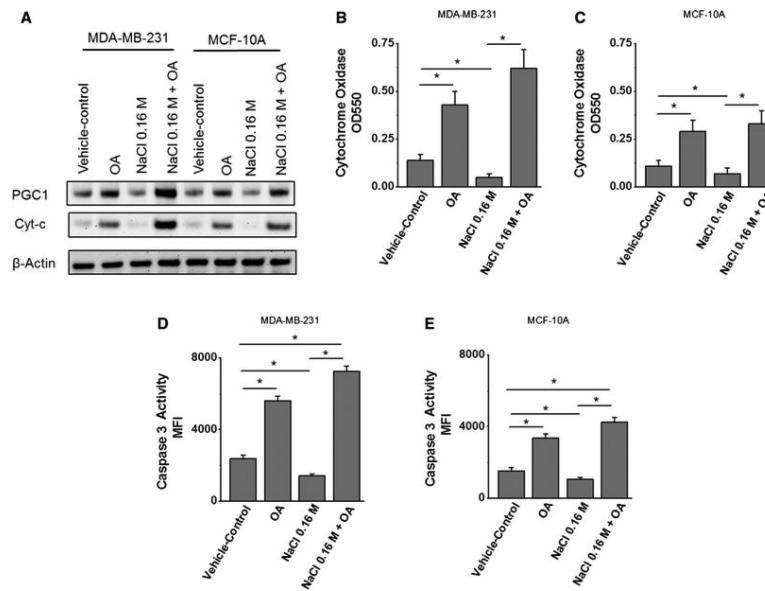 A
MDA-MB-231 MCF-10A
Vehicle-control
OA
NaCl 0.16 M
NaCl 0.16 M + OA
Vehicle-control
OA
NaCl 0.16 M
NaCl 0.16 M + OA
PGC1
Cyt-c
β-Actin
B
MDA-MB-231
Cytochrome Oxidase
OD550
0.75
0.50
0.25
0.00
* * *
Vehicle-Control
OA
NaCl 0.16 M
NaCl 0.16 M + OA
C
MCF-10A
Cytochrome Oxidase
OD550
0.75
0.50
0.25
0.00
* * *
Vehicle-Control
OA
NaCl 0.16 M
NaCl 0.16 M + OA
D
MDA-MB-231
Caspase 3 Activity
MFI
8000
4000
0
* * * *
Vehicle-Control
OA
NaCl 0.16 M
NaCl 0.16 M + OA
E
MCF-10A
Caspase 3 Activity
MFI
8000
4000
0
* * * *
Vehicle-Control
OA
NaCl 0.16 M
NaCl 0.16 M + OA